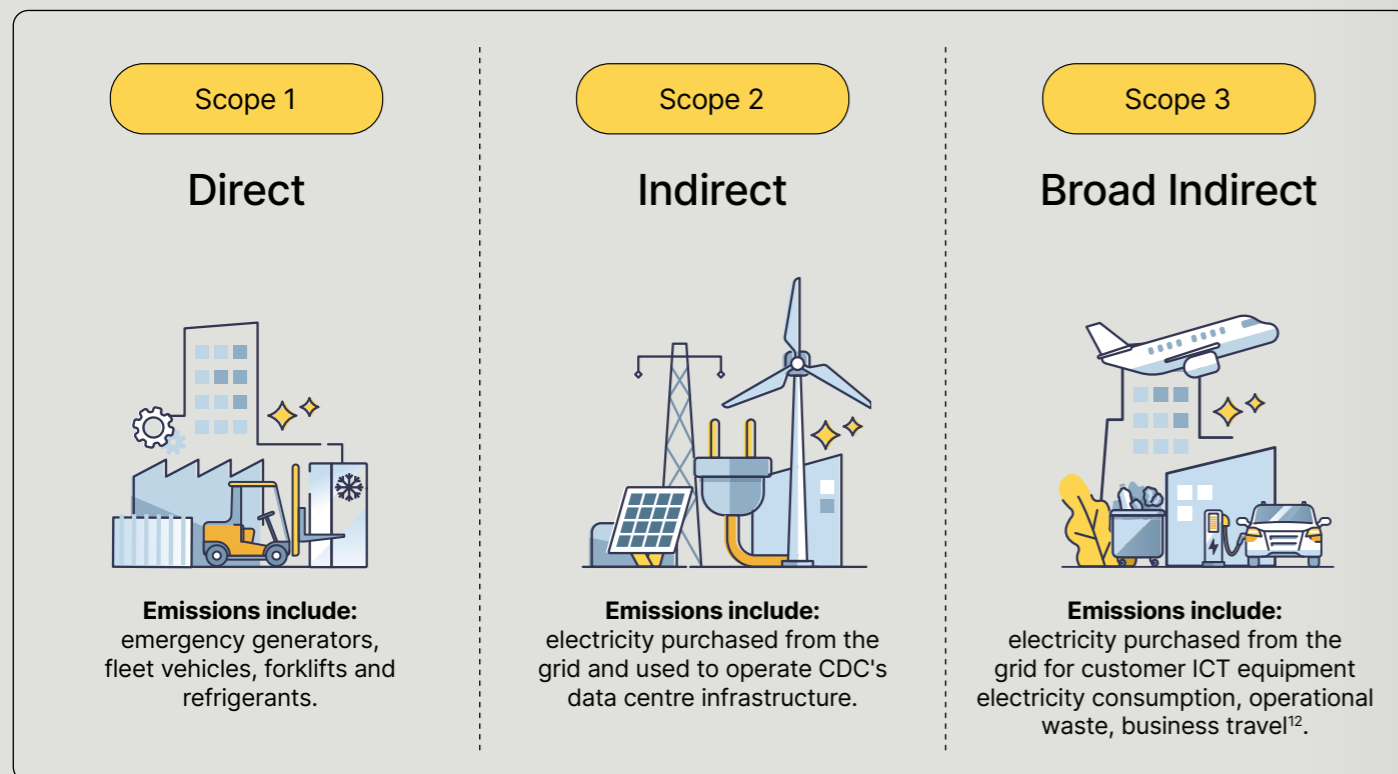 Scope 1
Direct
Emissions include:
emergency generators,
fleet vehicles, forklifts and
refrigerants.
Scope 2
Indirect
Emissions include:
electricity purchased from the
grid and used to operate CDC's
data centre infrastructure.
Scope 3
Broad Indirect
Emissions include:
electricity purchased from the
grid for customer ICT equipment
electricity consumption, operational
waste, business travel¹².